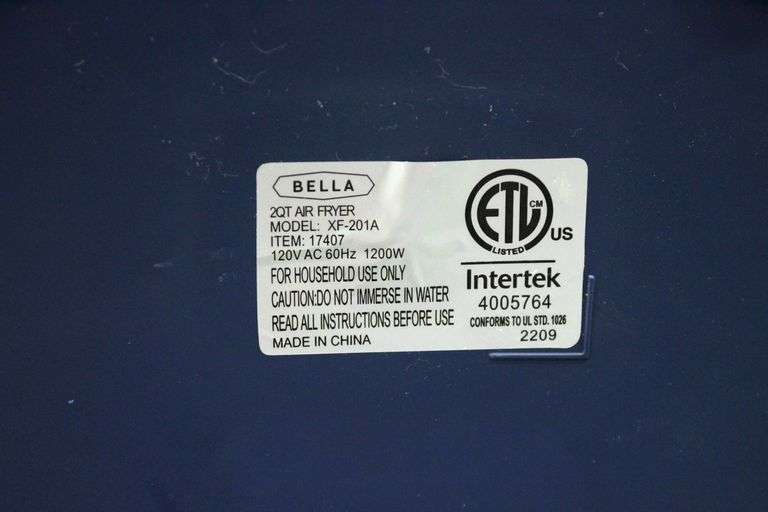 BELLA
2QT AIR FRYER
MODEL: XF-201A
ITEM: 17407
120V AC 60Hz 1200W
FOR HOUSEHOLD USE ONLY
CAUTION:DO NOT IMMERSE IN WATER
READ ALL INSTRUCTIONS BEFORE USE
MADE IN CHINA
ETL CM
LISTED
US
Intertek
4005764
CONFORMS TO UL STD. 1026
2209